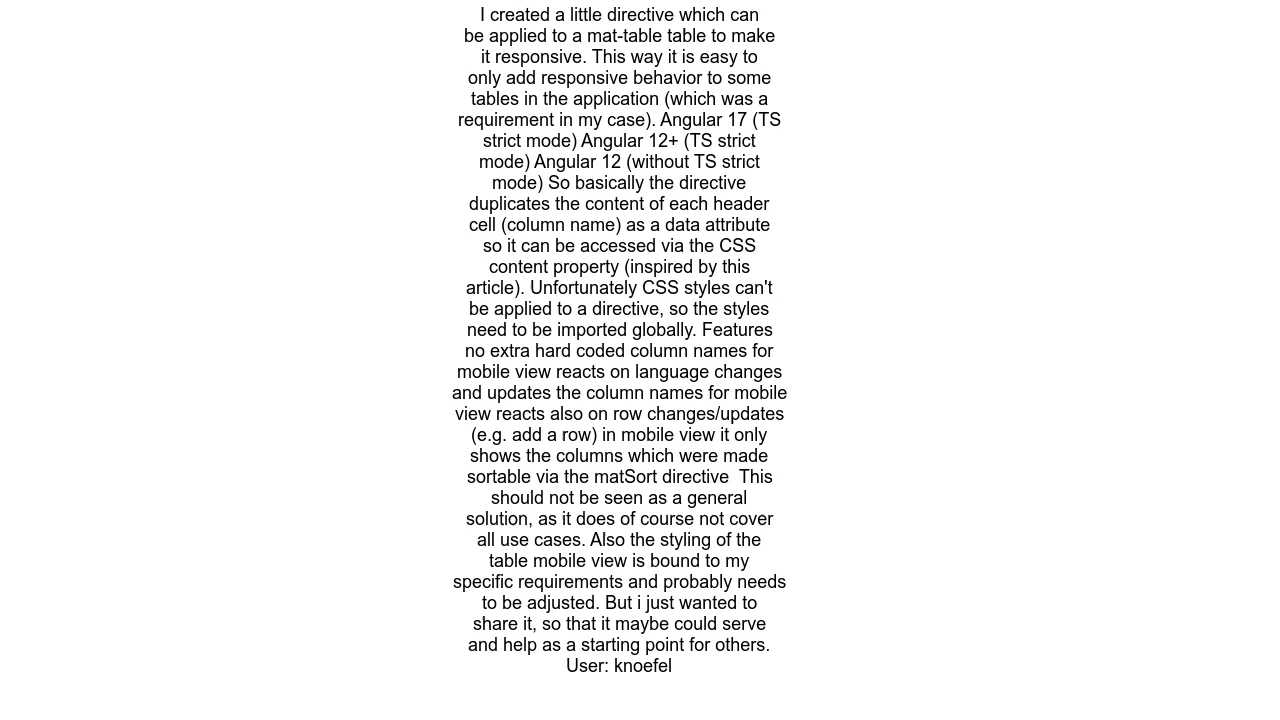 I created a little directive which can
be applied to a mat-table table to make
it responsive. This way it is easy to
only add responsive behavior to some
tables in the application (which was a
requirement in my case). Angular 17 (TS
strict mode) Angular 12+ (TS strict
mode) Angular 12 (without TS strict
mode) So basically the directive
duplicates the content of each header
cell (column name) as a data attribute
so it can be accessed via the CSS
content property (inspired by this
article). Unfortunately CSS styles can't
be applied to a directive, so the styles
need to be imported globally. Features
no extra hard coded column names for
mobile view reacts on language changes
and updates the column names for mobile
view reacts also on row changes/updates
(e.g. add a row) in mobile view it only
shows the columns which were made
sortable via the matSort directive  This
should not be seen as a general
solution, as it does of course not cover
all use cases. Also the styling of the
table mobile view is bound to my
specific requirements and probably needs
to be adjusted. But i just wanted to
share it, so that it maybe could serve
and help as a starting point for others.
User: knoefel